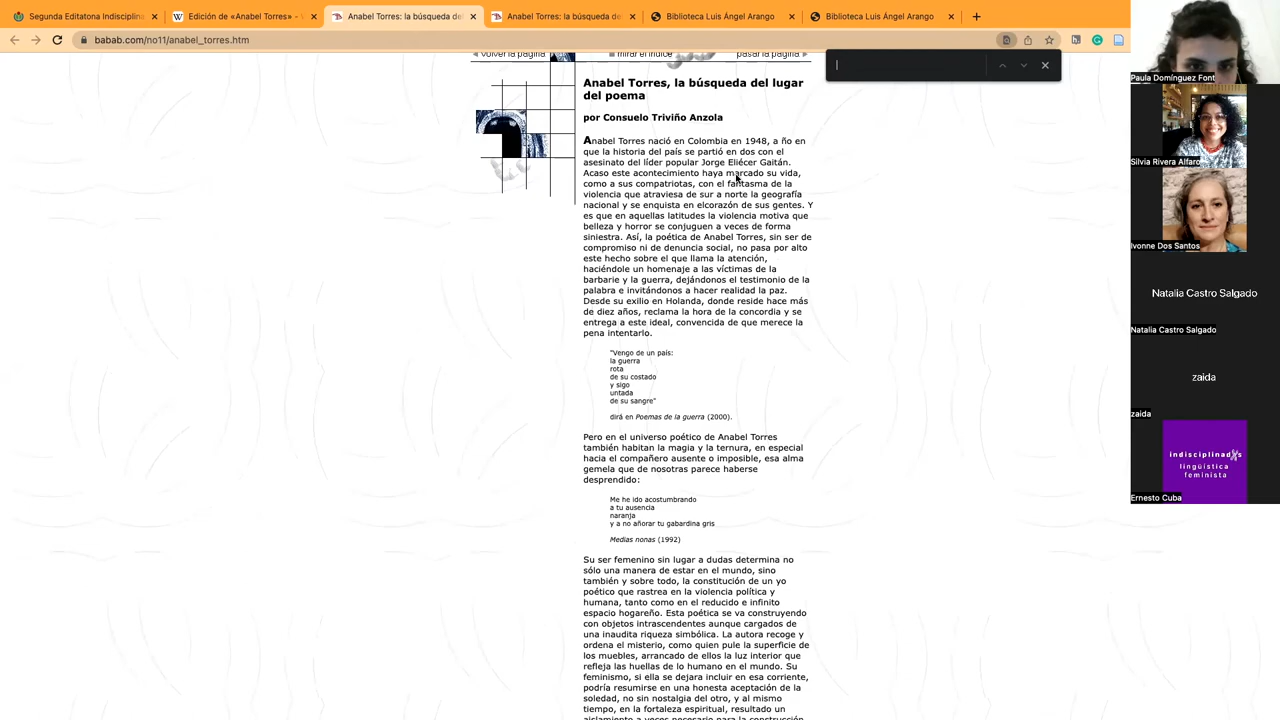 Segunda Editatona Indisciplina
Edición de «Anabel Torres» -
Anabel Torres: la búsqueda de
Anabel Torres: la búsqueda de
Biblioteca Luis Ángel Arango
Biblioteca Luis Ángel Arango
babab.com/no11/anabel_torres.htm
volver la página
mirar el índice
pasar la página
Anabel Torres, la búsqueda del lugar
del poema
por Consuelo Triviño Anzola
Anabel Torres nació en Colombia en 1948, a ño en
que la historia del país se partió en dos con el
asesinato del líder popular Jorge Eliécer Gaitán.
Acaso este acontecimiento haya marcado su vida,
como a sus compatriotas, con el fantasma de la
violencia que atraviesa de sur a norte la geografía
nacional y se enquista en elcorazón de sus gentes. Y
es que en aquellas latitudes la violencia motiva que
belleza y horror se conjuguen a veces de forma
siniestra. Así, la poética de Anabel Torres, sin ser de
compromiso ni de denuncia social, no pasa por alto
este hecho sobre el que llama la atención,
haciéndole un homenaje a las víctimas de la
barbarie y la guerra, dejándonos el testimonio de la
palabra e invitándonos a hacer realidad la paz.
Desde su exilio en Holanda, donde reside hace más
de diez años, reclama la hora de la concordia y se
entrega a este ideal, convencida de que merece la
pena intentarlo.
"Vengo de un país:
la guerra
rota
de su costado
y sigo
untada
de su sangre"
dirá en Poemas de la guerra (2000).
Pero en el universo poético de Anabel Torres
también habitan la magia y la ternura, en especial
hacia el compañero ausente o imposible, esa alma
gemela que de nosotras parece haberse
desprendido:
Me he ido acostumbrando
a tu ausencia
naranja
y a no añorar tu gabardina gris
Medias nonas (1992)
Su ser femenino sin lugar a dudas determina no
sólo una manera de estar en el mundo, sino
también y sobre todo, la constitución de un yo
poético que rastrea en la violencia política y
humana, tanto como en el reducido e infinito
espacio hogareño. Esta poética se va construyendo
con objetos intrascendentes aunque cargados de
una inaudita riqueza simbólica. La autora recoge y
ordena el misterio, como quien pule la superficie de
los muebles, arrancado de ellos la luz interior que
refleja las huellas de lo humano en el mundo. Su
feminismo, si ella se dejara incluir en esa corriente,
podría resumirse en una honesta aceptación de la
soledad, no sin nostalgia del otro, y al mismo
tiempo, en la fortaleza espiritual, resultado un
aislamiento a veces necesario para la construcción
Paula Domínguez Font
Silvia Rivera Alfaro
Ivonne Dos Santos
Natalia Castro Salgado
Natalia Castro Salgado
zaida
zaida
indisciplinadxs
lingüística
feminista
Ernesto Cuba